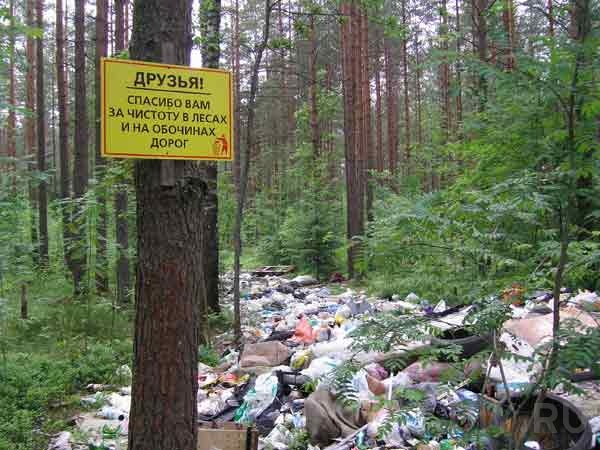 ДРУЗЬЯ!
СПАСИБО ВАМ
ЗА ЧИСТОТУ В ЛЕСАХ
И НА ОБОЧИНАХ
ДОРОГ